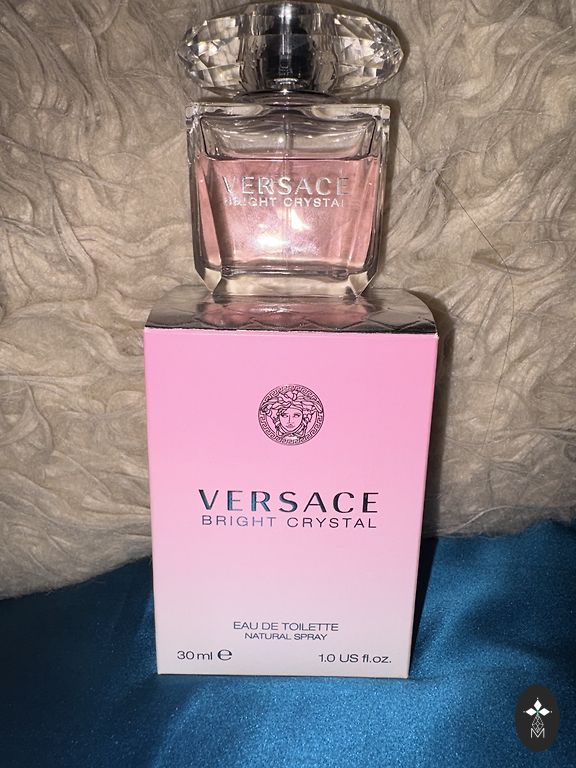 VERSACE
BRIGHT CRYSTAL
VERSACE
BRIGHT CRYSTAL
EAU DE TOILETTE
NATURAL SPRAY
30 ml ℮ 1.0 US fl.oz.
M